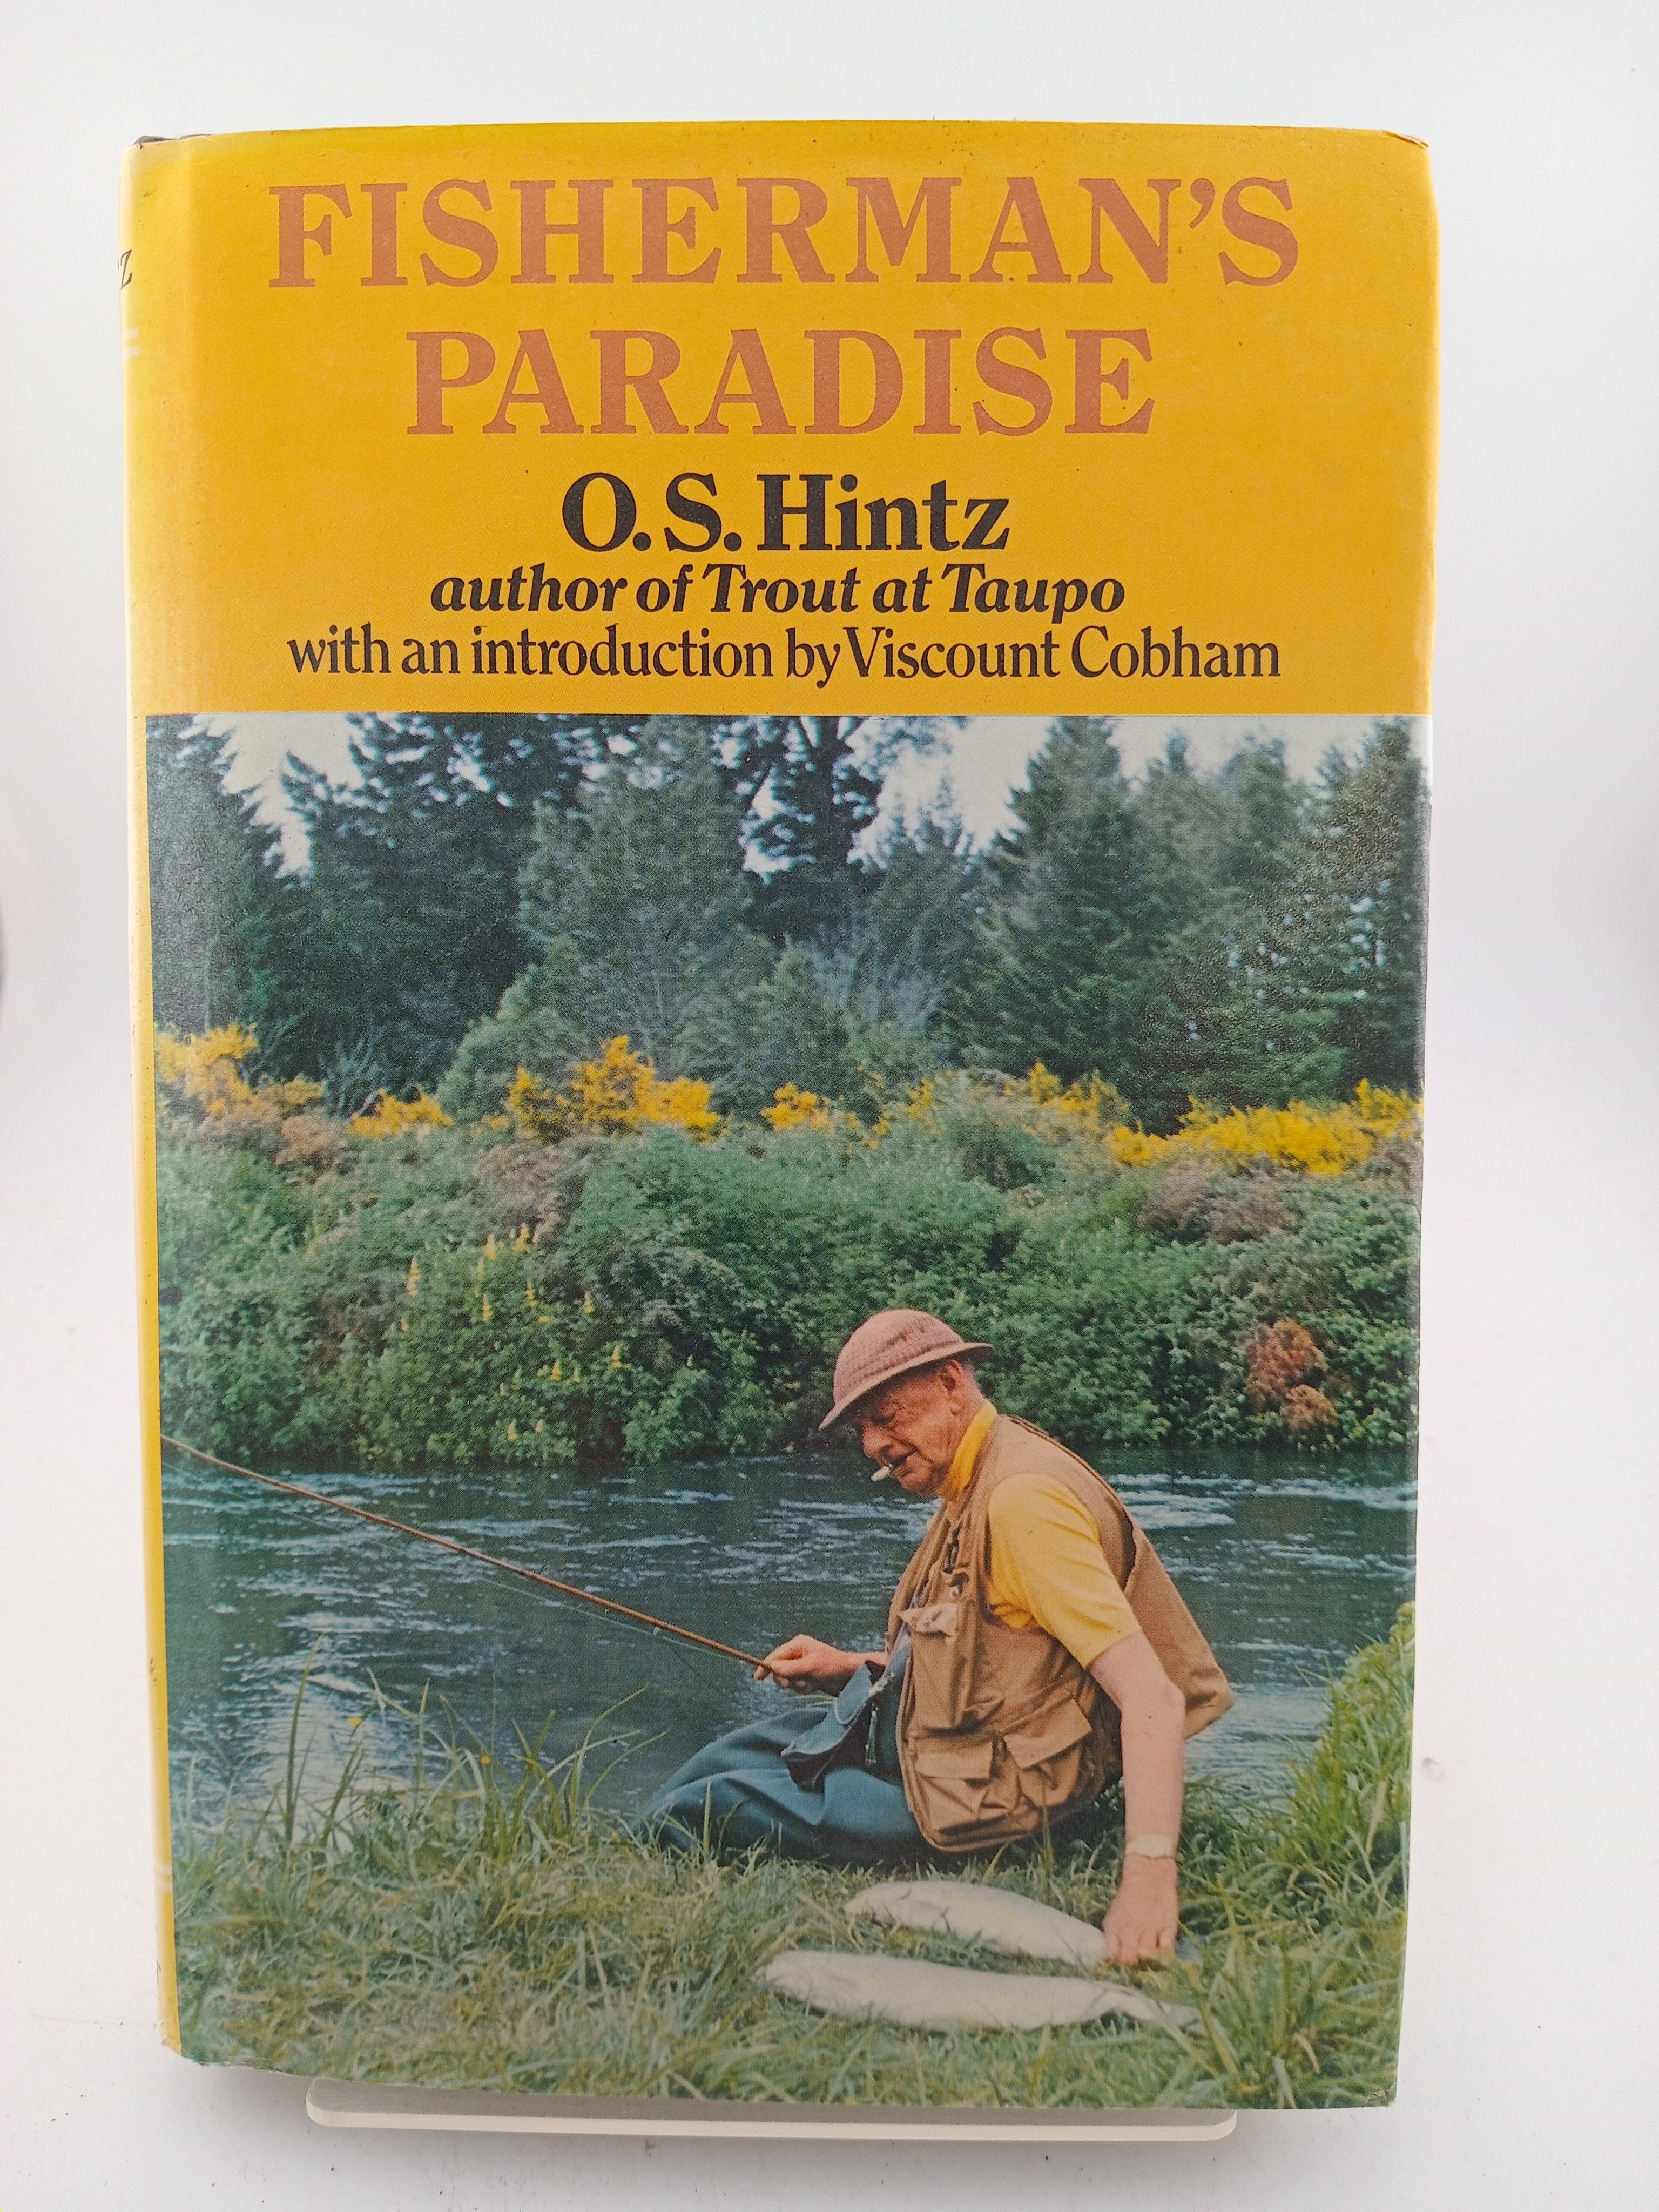 FISHERMAN'S
PARADISE
O.S. Hintz
author of Trout at Taupo
with an introduction by Viscount Cobham